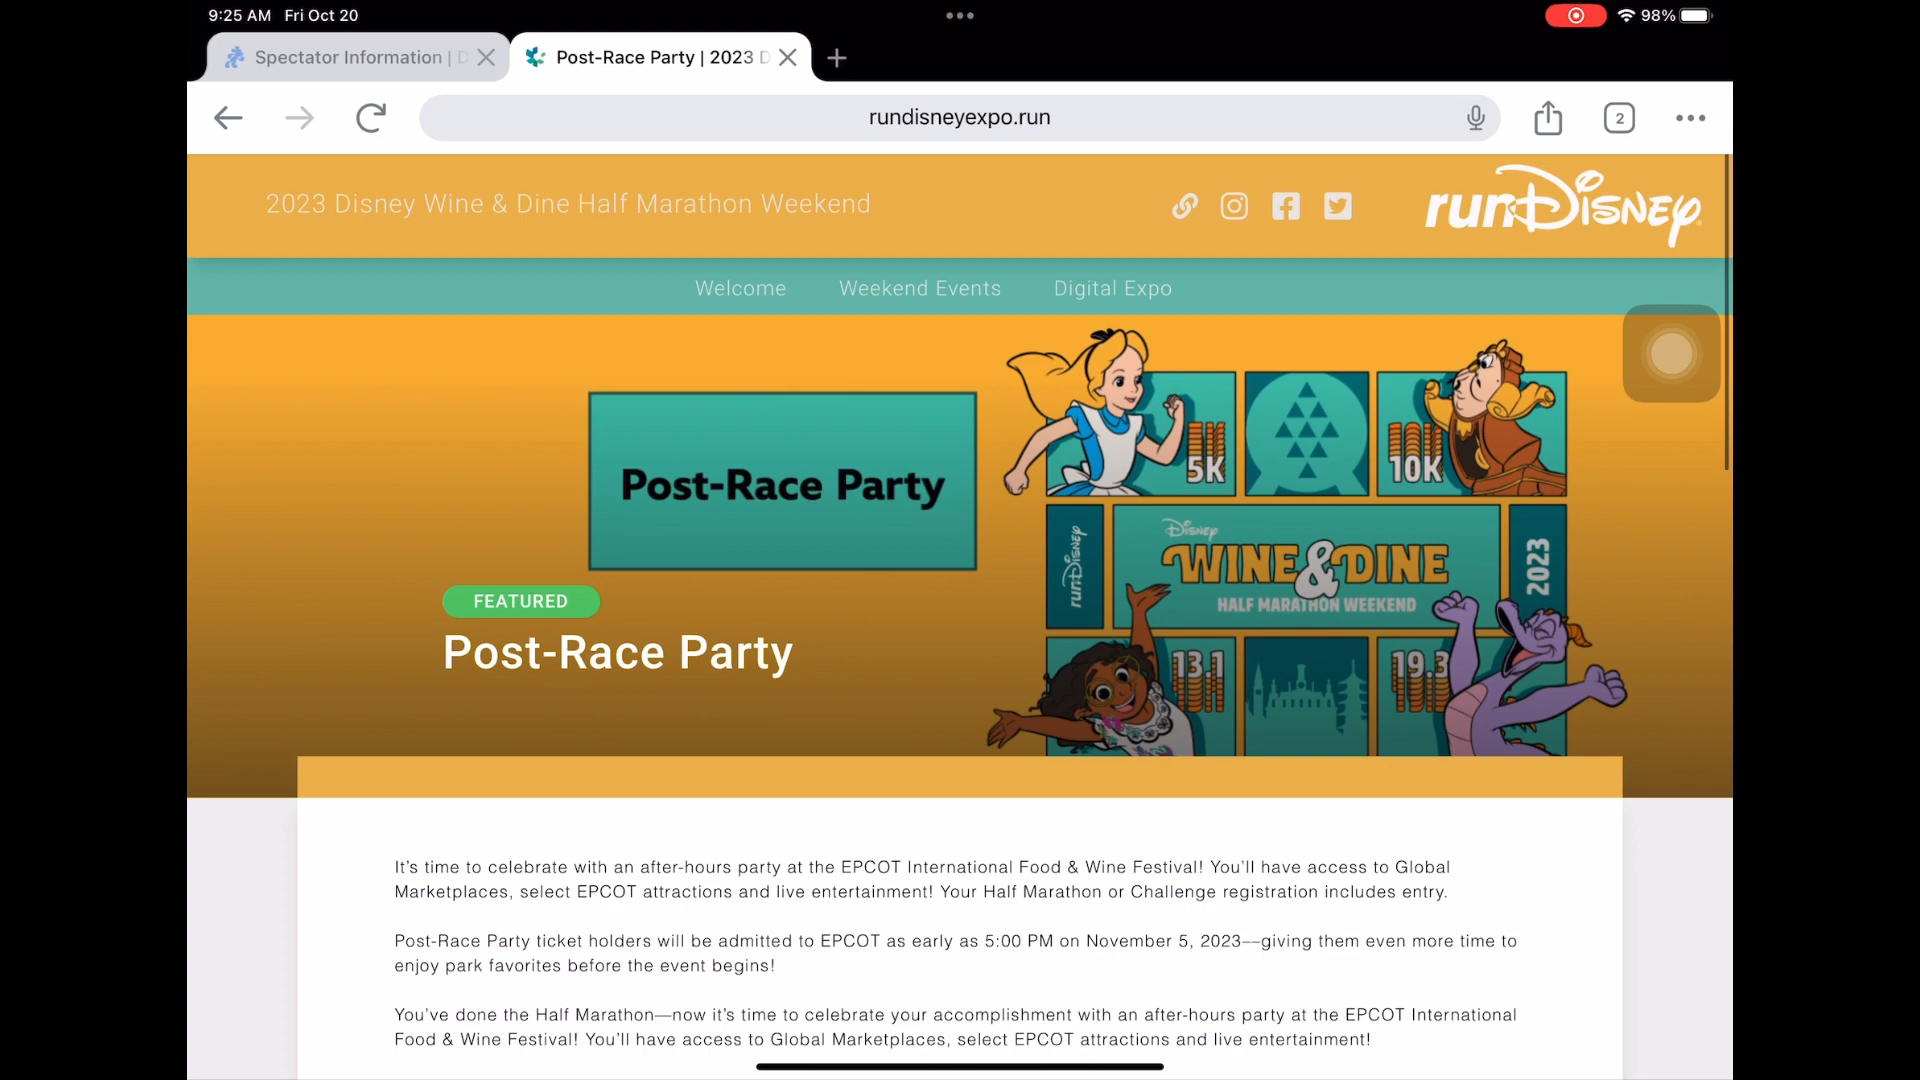 9:25 AM Fri Oct 20
98%
Spectator Information | D
Post-Race Party | 2023 D
rundisneyexpo.run
2
2023 Disney Wine & Dine Half Marathon Weekend
runDisney
Welcome
Weekend Events
Digital Expo
Post-Race Party
5K
10K
runDisney
Disney
WINE & DINE
HALF MARATHON WEEKEND
2023
13.1
19.3
FEATURED
Post-Race Party
It's time to celebrate with an after-hours party at the EPCOT International Food & Wine Festival! You'll have access to Global
Marketplaces, select EPCOT attractions and live entertainment! Your Half Marathon or Challenge registration includes entry.
Post-Race Party ticket holders will be admitted to EPCOT as early as 5:00 PM on November 5, 2023––giving them even more time to
enjoy park favorites before the event begins!
You've done the Half Marathon—now it's time to celebrate your accomplishment with an after-hours party at the EPCOT International
Food & Wine Festival! You'll have access to Global Marketplaces, select EPCOT attractions and live entertainment!